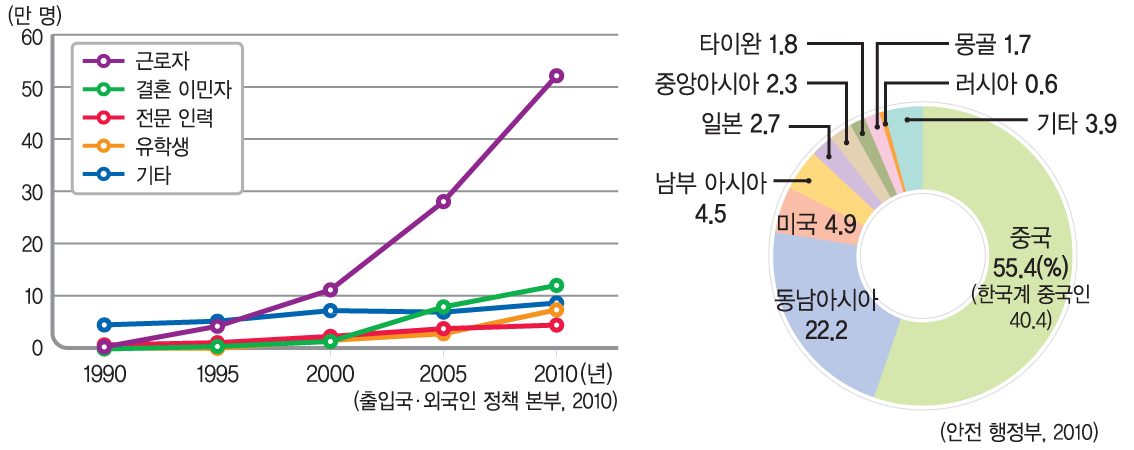 (만 명)
60
50
40
30
20
10
0
근로자
결혼 이민자
전문 인력
유학생
기타
1990 1995 2000 2005 2010(년)
(출입국·외국인 정책 본부, 2010)
타이완 1.8
몽골 1.7
중앙아시아 2.3
러시아 0.6
일본 2.7
기타 3.9
남부 아시아
4.5
미국 4.9
중국
55.4(%)
(한국계 중국인
40.4)
동남아시아
22.2
(안전 행정부, 2010)